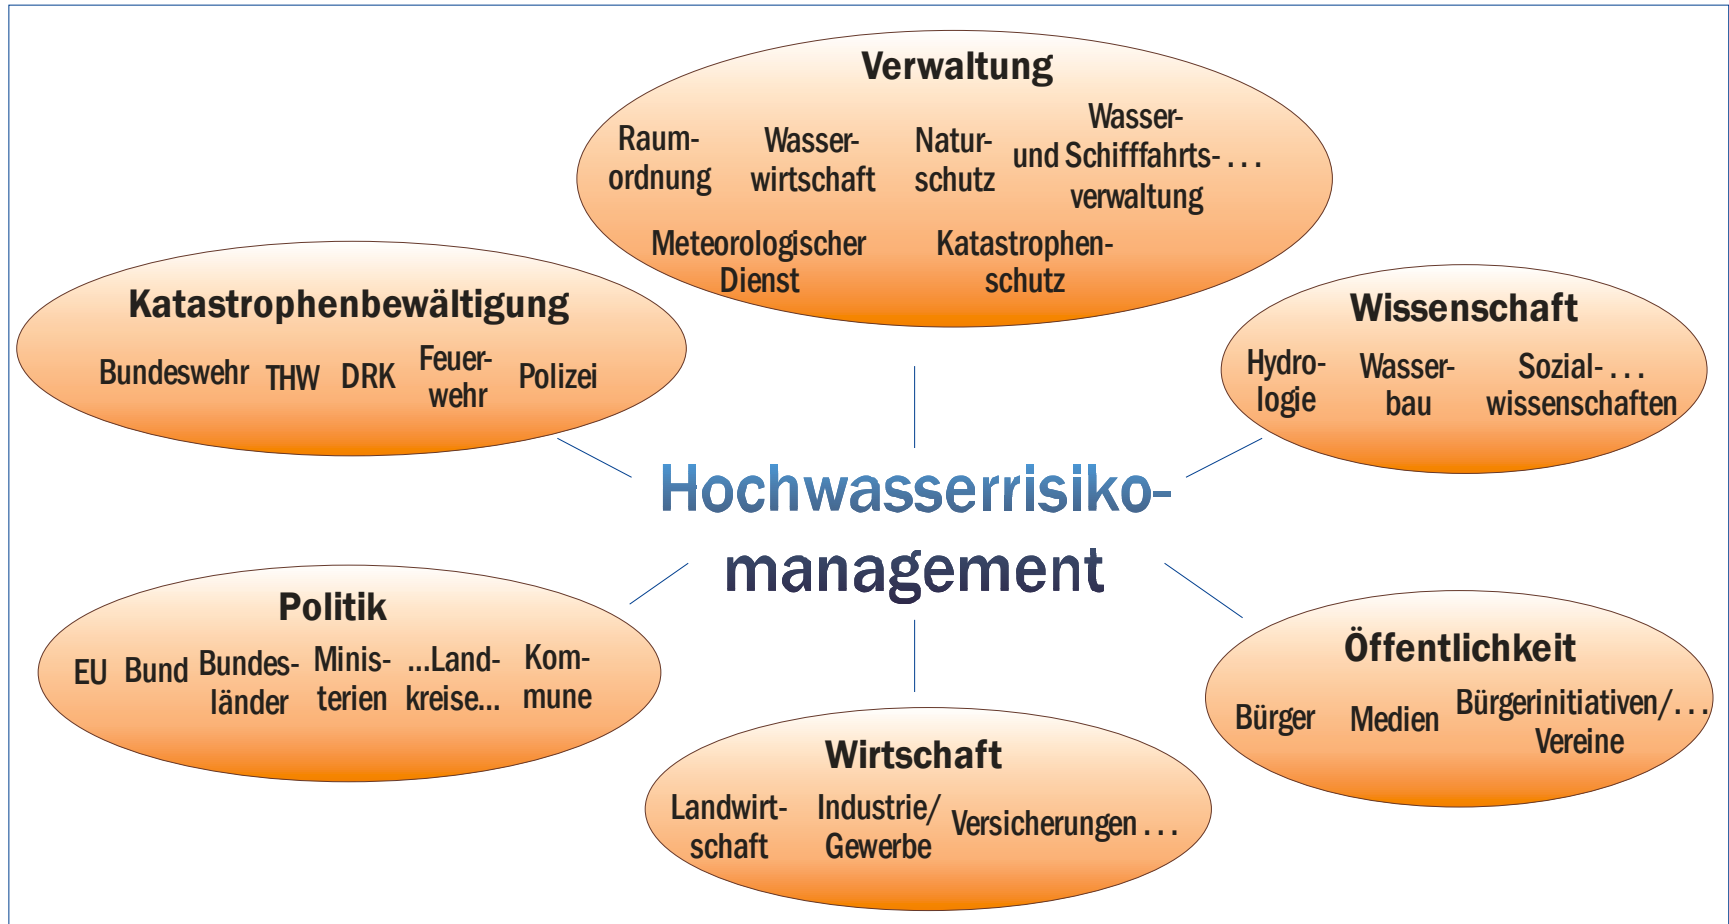 Verwaltung
Raum-
ordnung
Wasser-
wirtschaft
Natur-
schutz
Wasser-
und Schifffahrts- . . .
verwaltung
Meteorologischer
Dienst
Katastrophen-
schutz
Katastrophenbewältigung
Bundeswehr
THW
DRK
Feuer-
wehr
Polizei
Wissenschaft
Hydro-
logie
Wasser-
bau
Sozial- . . .
wissenschaften
Hochwasserrisiko-
management
Politik
EU
Bund
Bundes-
länder
Minis-
terien
...Land-
kreise...
Kom-
mune
Öffentlichkeit
Bürger
Medien
Bürgerinitiativen/ . . .
Vereine
Wirtschaft
Landwirt-
schaft
Industrie/
Gewerbe
Versicherungen . . .